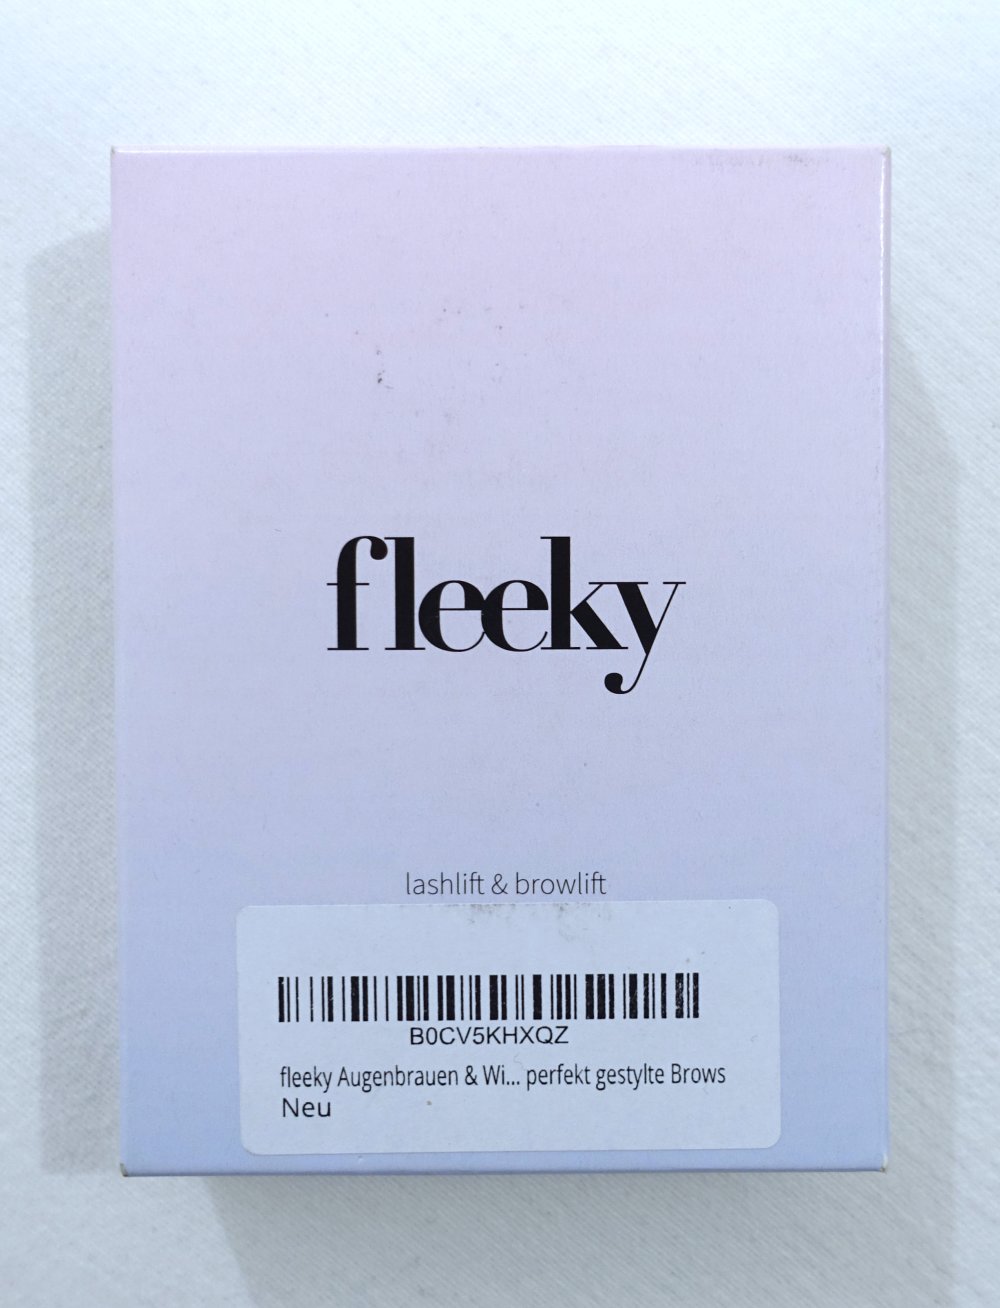 fleeky
lashlift & browlift
B0CV5KHXQZ
fleeky Augenbrauen & Wi... perfekt gestylte Brows
Neu